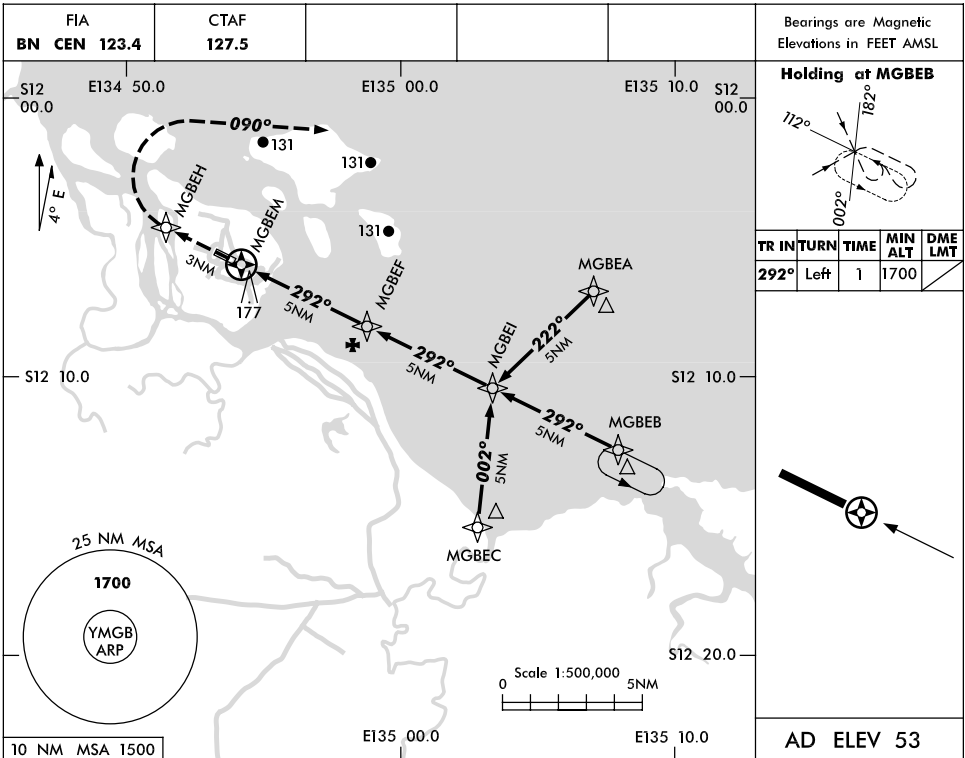 FIA
BN CEN 123.4
CTAF
127.5
Bearings are Magnetic
Elevations in FEET AMSL
S12
00.0
E134 50.0
E135 00.0
E135 10.0
S12
00.0
Holding at MGBEB
182°
112°
002°
TR IN TURN TIME MIN ALT DME LMT
292° Left 1 1700
090°
131
131
131
4° E
MGBEH
MGBEM
3NM
177
292°
5NM
MGBEF
MGBEA
222°
5NM
292°
5NM
MGBEI
S12 10.0
S12 10.0
292°
5NM
MGBEB
002°
5NM
MGBEC
25 NM MSA
1700
YMGB
ARP
S12 20.0
Scale 1:500,000
0 5NM
E135 00.0
E135 10.0
10 NM MSA 1500
AD ELEV 53